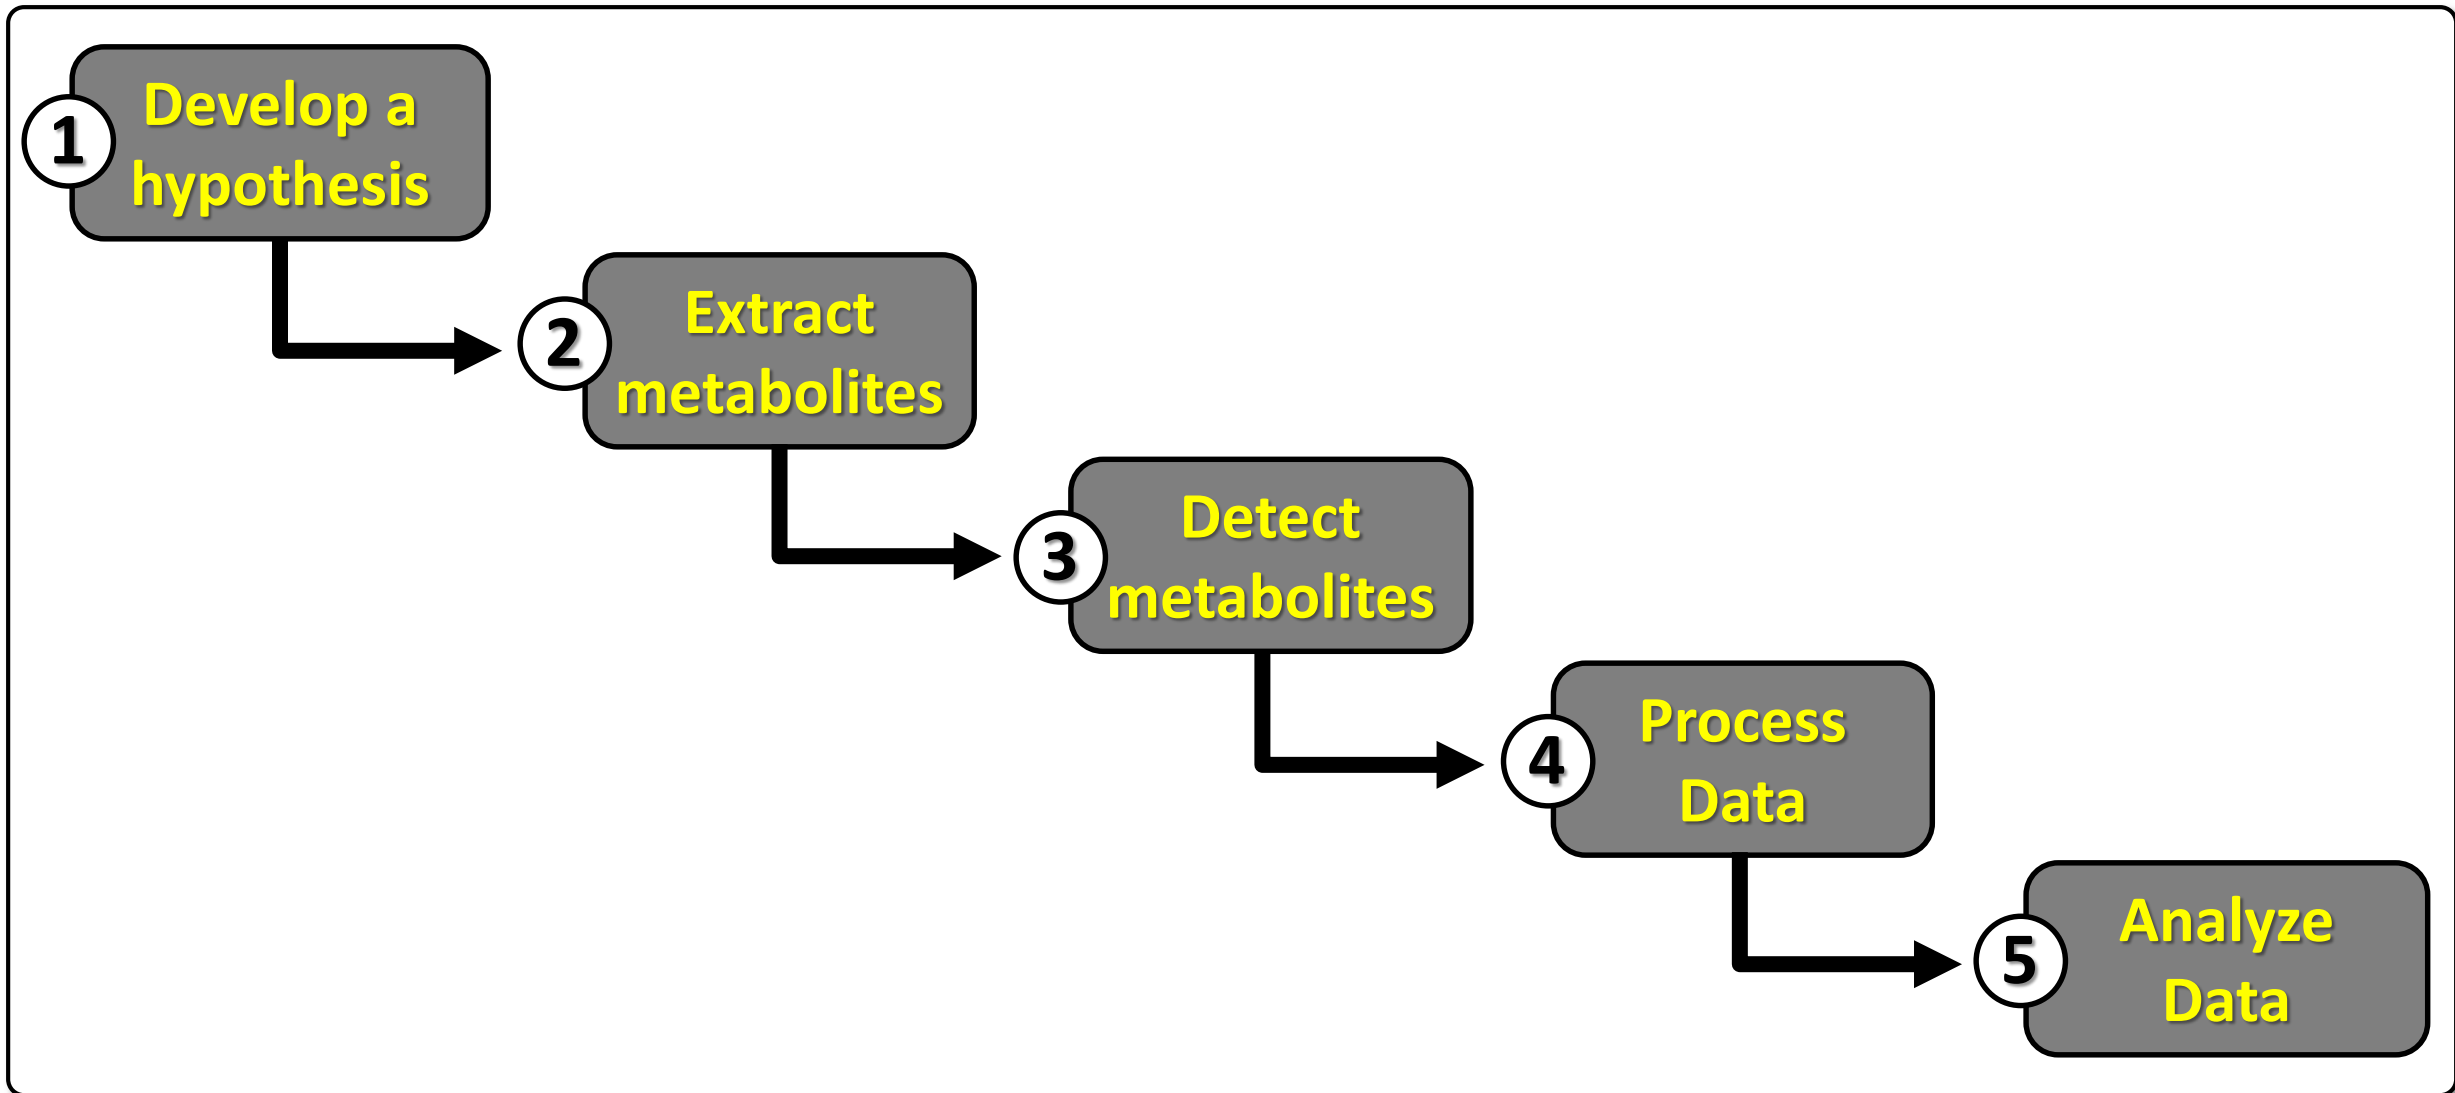 1
Develop a
hypothesis
2
Extract
metabolites
3
Detect
metabolites
4
Process
Data
5
Analyze
Data